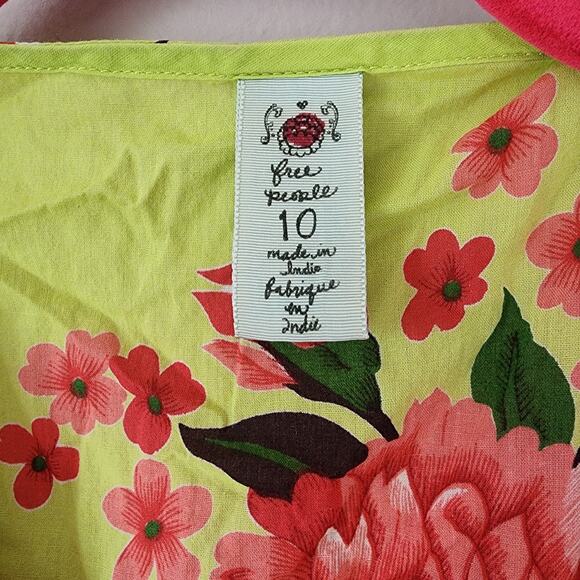 free
people
10
made in
India
fabriqué
en
Inde